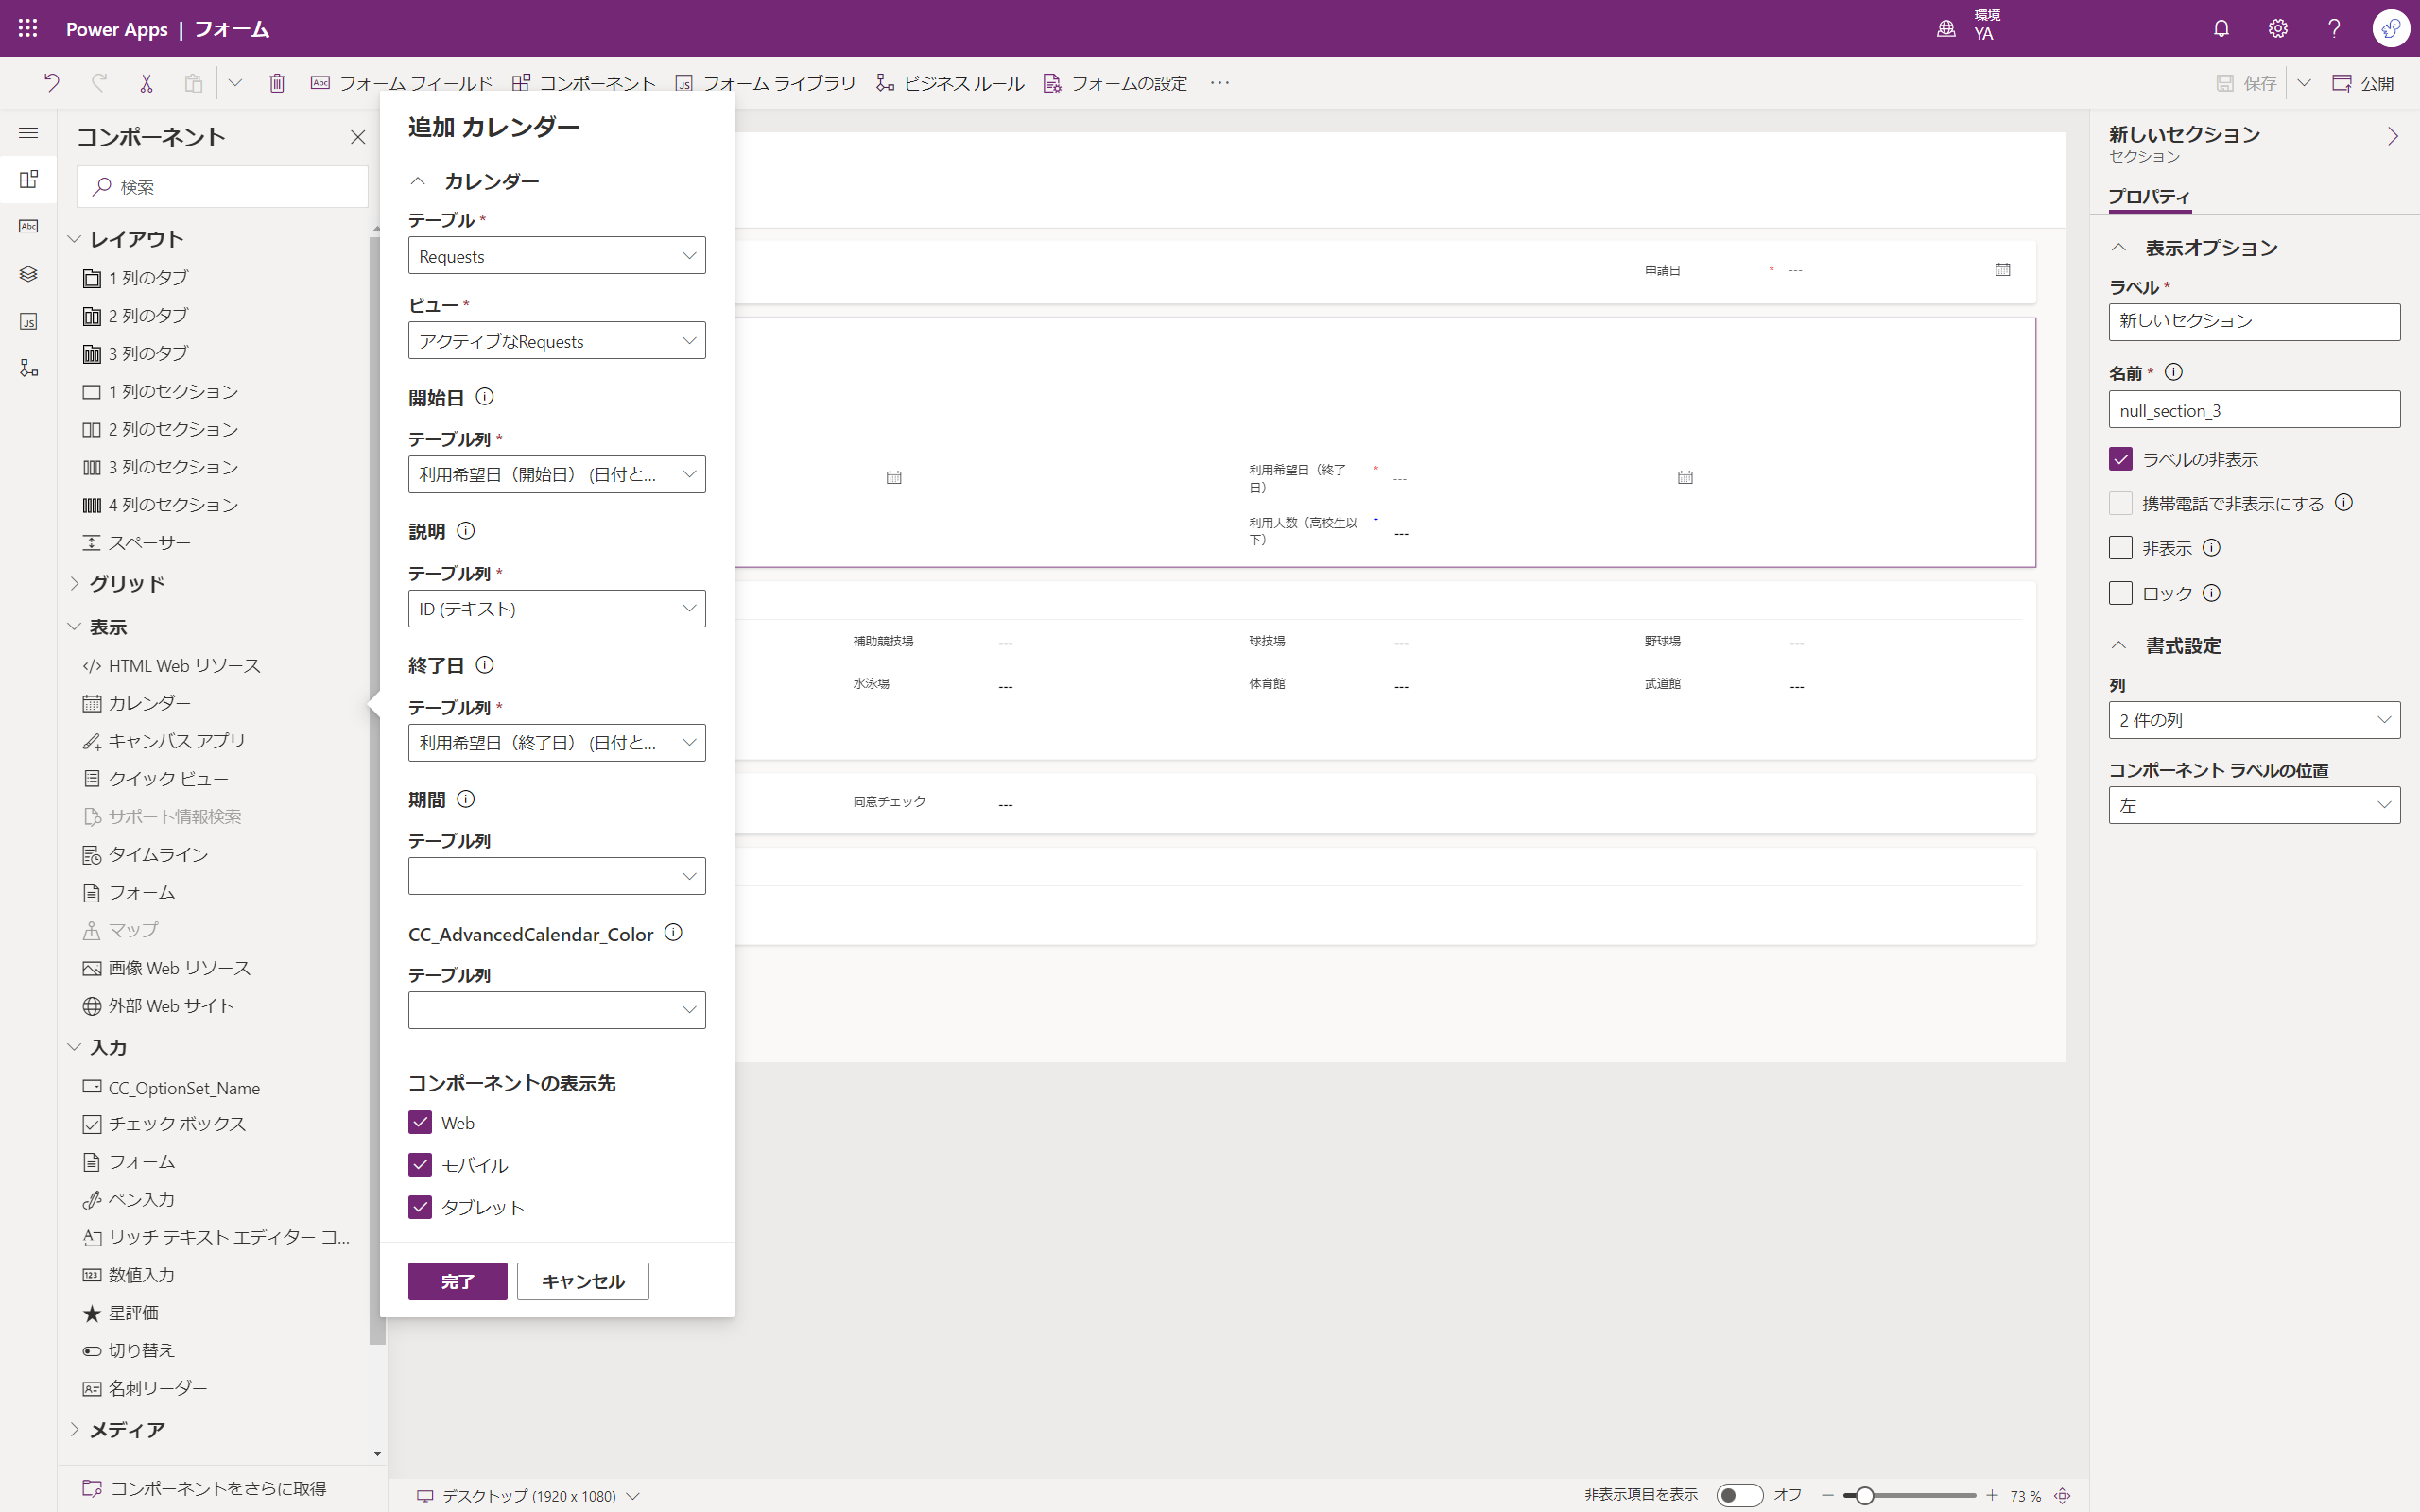 Power Apps | フォーム
環境
YA
フォーム フィールド
コンポーネント
フォーム ライブラリ
ビジネス ルール
フォームの設定
保存
公開
コンポーネント
検索
レイアウト
1 列のタブ
2 列のタブ
3 列のタブ
1 列のセクション
2 列のセクション
3 列のセクション
4 列のセクション
スペーサー
グリッド
表示
HTML Web リソース
カレンダー
キャンバス アプリ
クイック ビュー
サポート情報検索
タイムライン
フォーム
マップ
画像 Web リソース
外部 Web サイト
入力
CC_OptionSet_Name
チェック ボックス
フォーム
ペン入力
リッチ テキスト エディター コ...
数値入力
星評価
切り替え
名刺リーダー
メディア
コンポーネントをさらに取得
追加 カレンダー
カレンダー
テーブル *
Requests
ビュー *
アクティブなRequests
開始日
テーブル列 *
利用希望日（開始日） (日付と...
説明
テーブル列 *
ID (テキスト)
終了日
テーブル列 *
利用希望日（終了日） (日付と...
期間
テーブル列
CC_AdvancedCalendar_Color
テーブル列
コンポーネントの表示先
Web
モバイル
タブレット
完了
キャンセル
申請日 * ---
利用希望日（終了
日） * ---
利用人数（高校生以
下） ---
補助競技場 ---
球技場 ---
野球場 ---
水泳場 ---
体育館 ---
武道館 ---
同意チェック ---
デスクトップ (1920 x 1080)
非表示項目を表示
オフ
73 %
新しいセクション
セクション
プロパティ
表示オプション
ラベル *
新しいセクション
名前 *
null_section_3
ラベルの非表示
携帯電話で非表示にする
非表示
ロック
書式設定
列
2 件の列
コンポーネント ラベルの位置
左